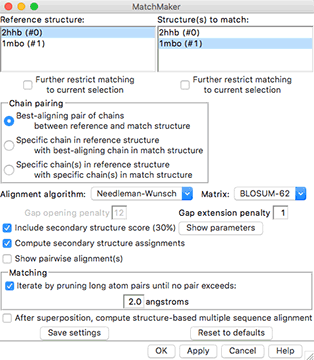 MatchMaker
Reference structure: Structure(s) to match:
2hhb (#0) 2hhb (#0)
1mbo (#1) 1mbo (#1)
Further restrict matching Further restrict matching
to current selection to current selection
Chain pairing
Best-aligning pair of chains
between reference and match structure
Specific chain in reference structure
with best-aligning chain in match structure
Specific chain(s) in reference structure
with specific chain(s) in match structure
Alignment algorithm: Needleman-Wunsch Matrix: BLOSUM-62
Gap opening penalty 12 Gap extension penalty 1
Include secondary structure score (30%) Show parameters
Compute secondary structure assignments
Show pairwise alignment(s)
Matching
Iterate by pruning long atom pairs until no pair exceeds:
2.0 angstroms
After superposition, compute structure-based multiple sequence alignment
Save settings Reset to defaults
OK Apply Cancel Help